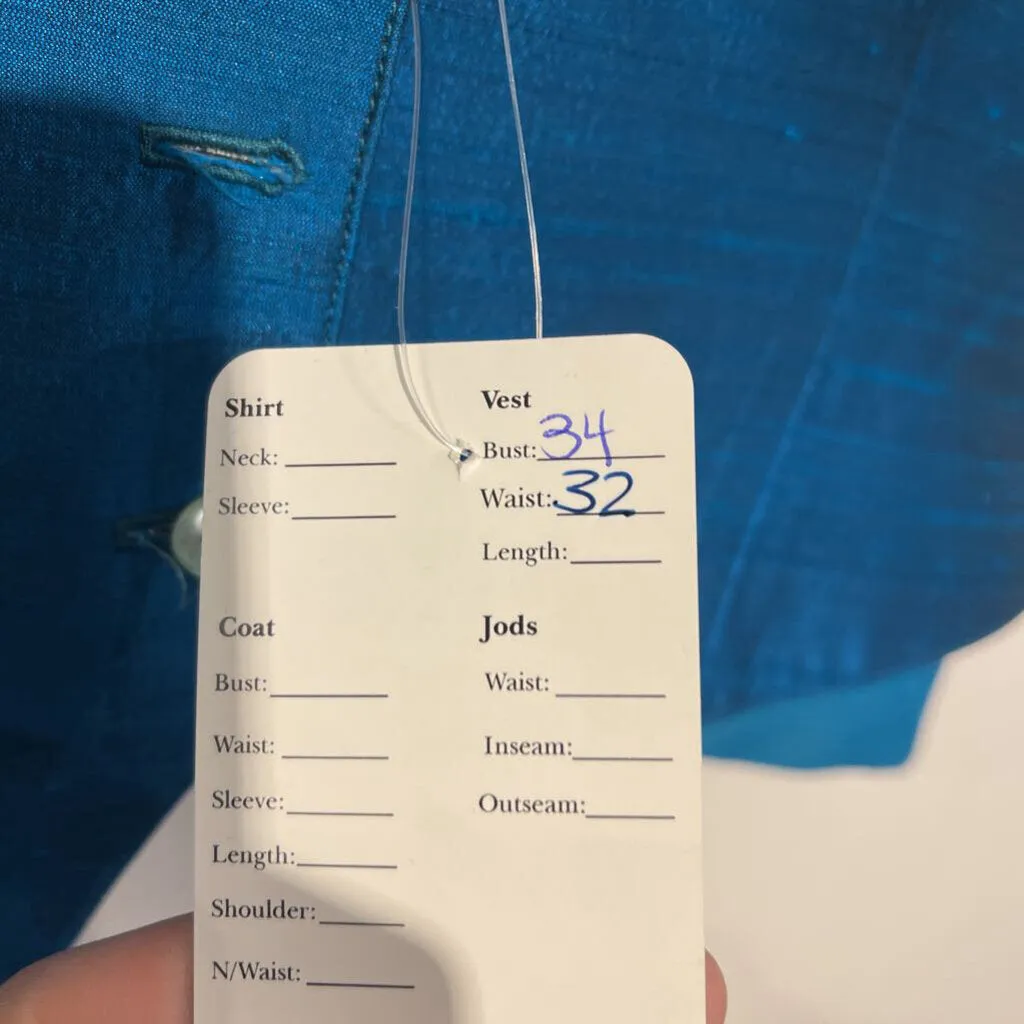 Shirt
Neck:
Sleeve:
Vest
Bust: 34
Waist: 32
Length:
Coat
Bust:
Waist:
Sleeve:
Length:
Shoulder:
N/Waist:
Jods
Waist:
Inseam:
Outseam: